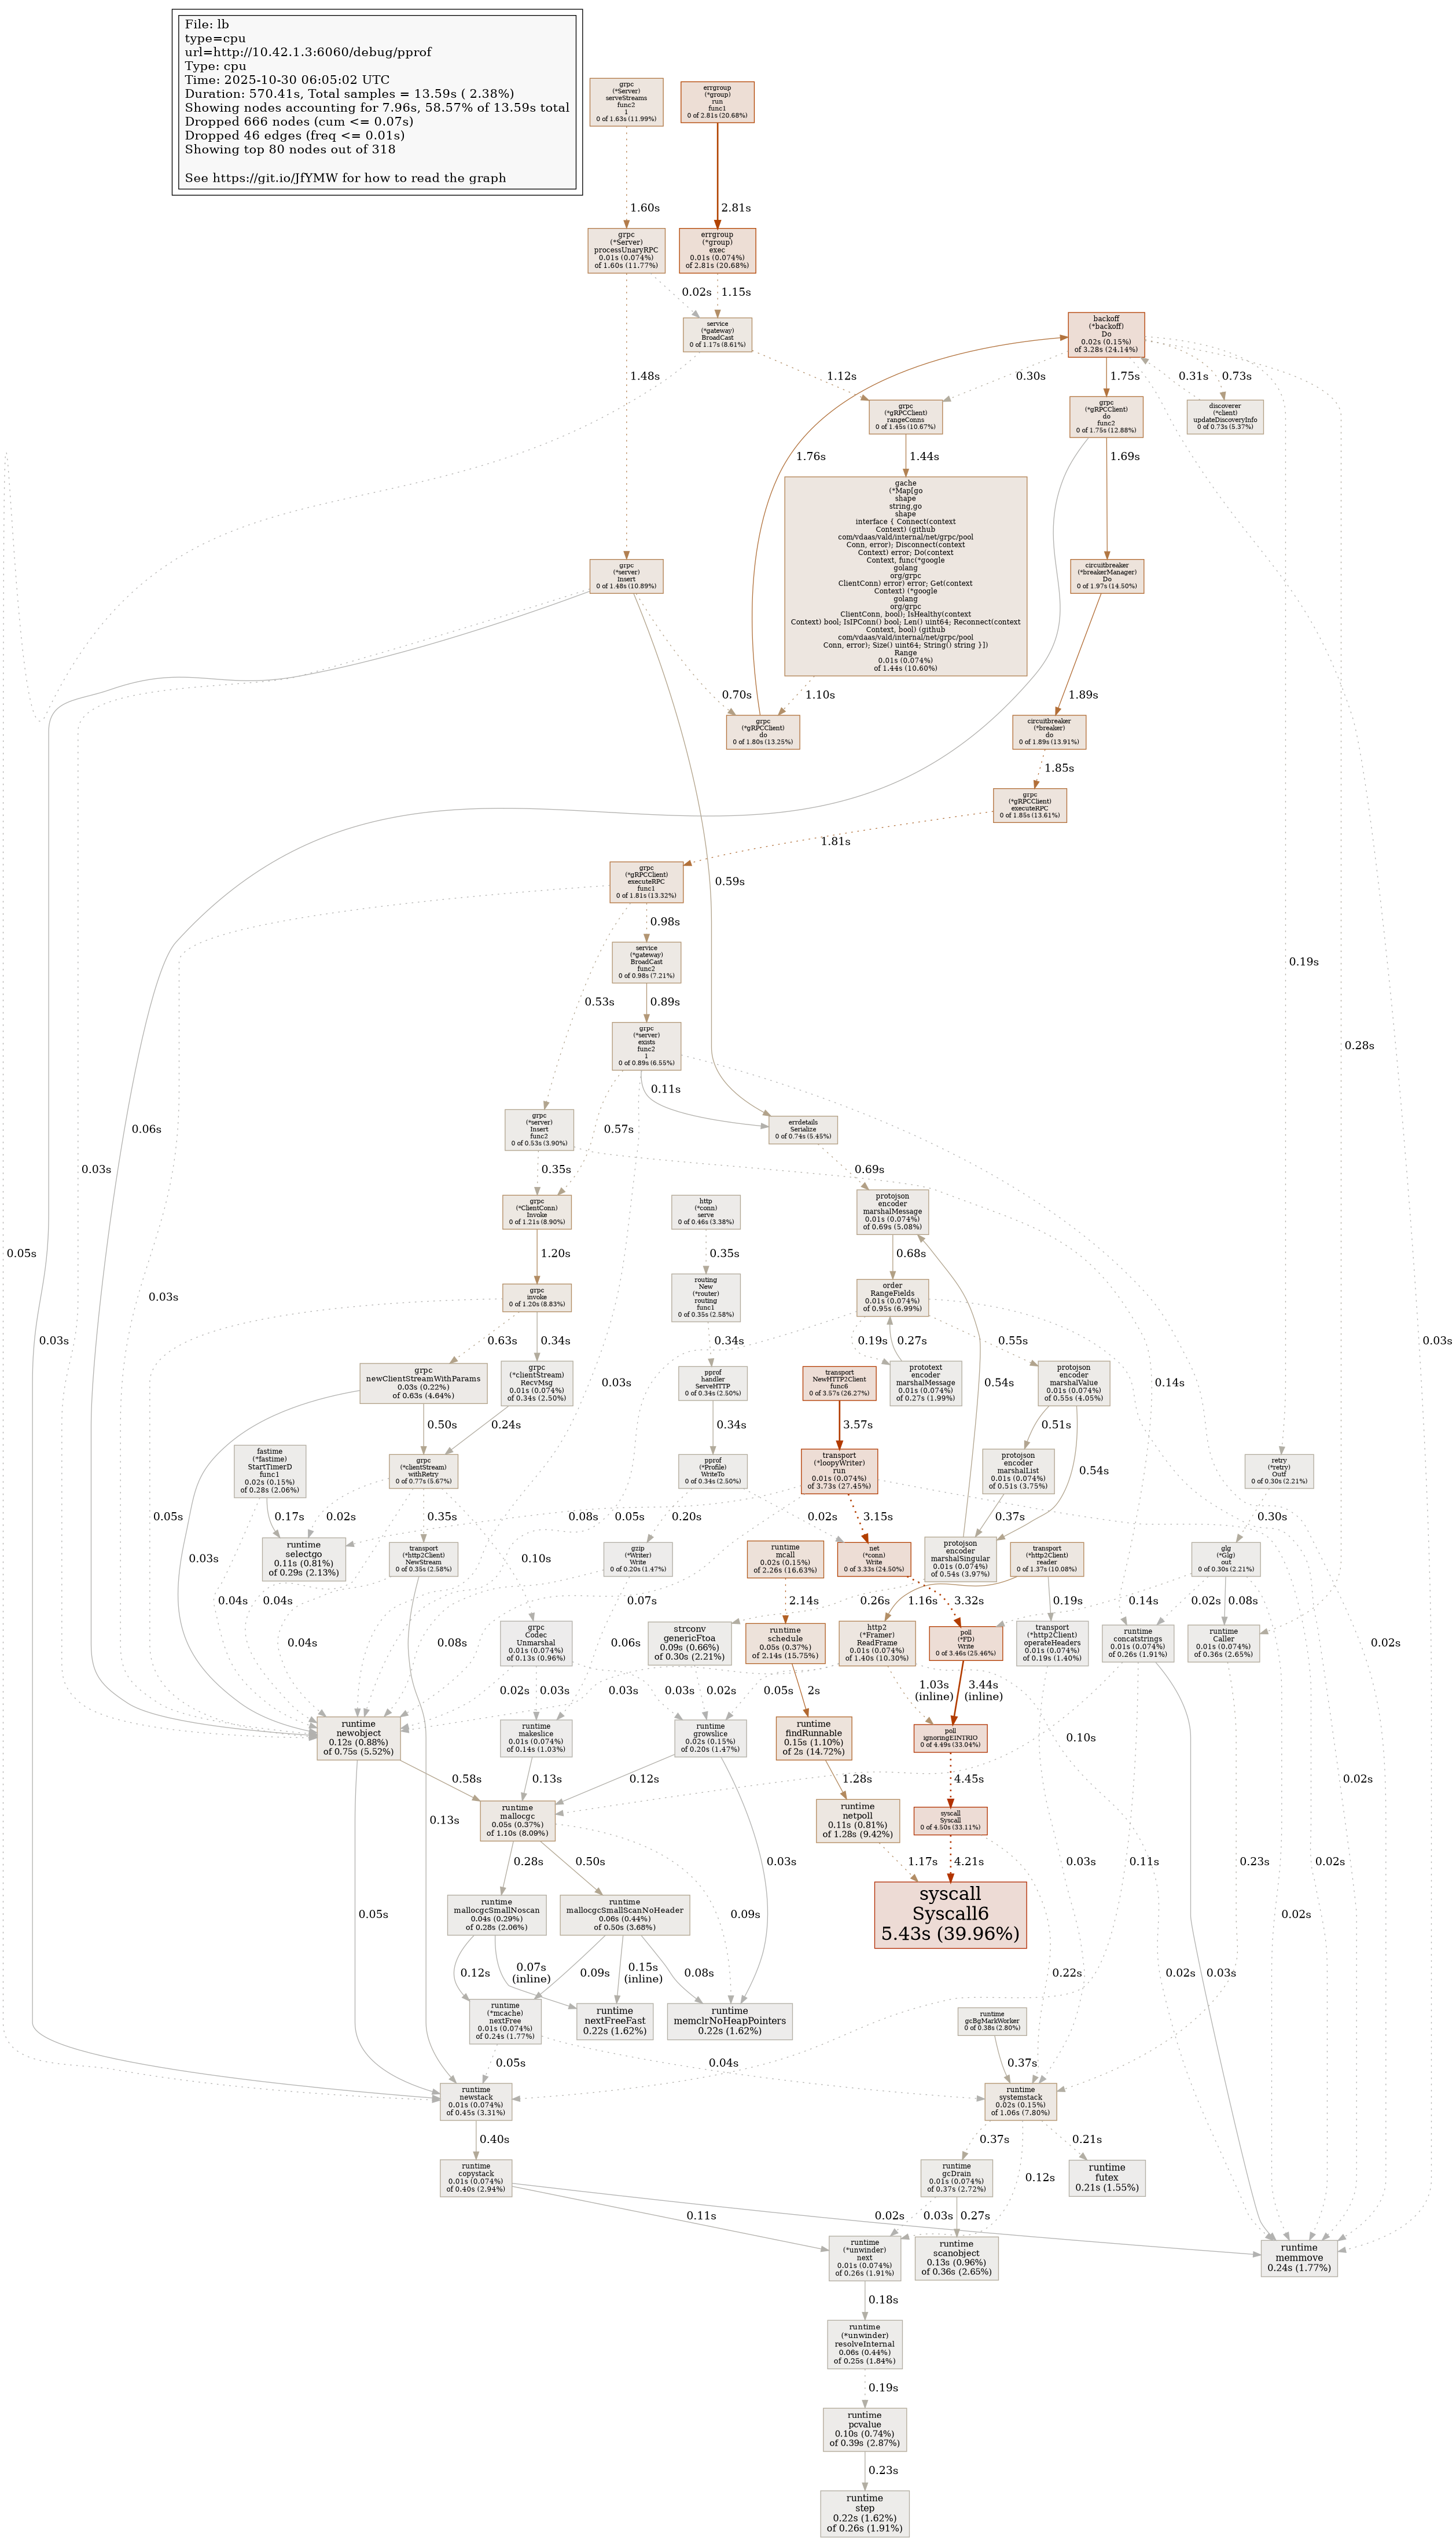 File: lb
type=cpu
url=http://10.42.1.3:6060/debug/pprof
Type: cpu
Time: 2025-10-30 06:05:02 UTC
Duration: 570.41s, Total samples = 13.59s ( 2.38%)
Showing nodes accounting for 7.96s, 58.57% of 13.59s total
Dropped 666 nodes (cum <= 0.07s)
Dropped 46 edges (freq <= 0.01s)
Showing top 80 nodes out of 318
See https://git.io/JfYMW for how to read the graph
grpc
(*Server)
serveStreams
func2
1
0 of 1.63s (11.99%)
errgroup
(*group)
run
func1
0 of 2.81s (20.68%)
1.60s
2.81s
grpc
(*Server)
processUnaryRPC
0.01s (0.074%)
of 1.60s (11.77%)
errgroup
(*group)
exec
0.01s (0.074%)
of 2.81s (20.68%)
0.02s
1.15s
service
(*gateway)
BroadCast
0 of 1.17s (8.61%)
backoff
(*backoff)
Do
0.02s (0.15%)
of 3.28s (24.14%)
1.48s
1.12s
0.30s
1.75s
0.31s
0.73s
grpc
(*gRPCClient)
rangeConns
0 of 1.45s (10.67%)
grpc
(*gRPCClient)
do
func2
0 of 1.75s (12.88%)
discoverer
(*client)
updateDiscoveryInfo
0 of 0.73s (5.37%)
1.76s
1.44s
1.69s
gache
(*Map[go
shape
string,go
shape
interface { Connect(context
Context) (github
com/vdaas/vald/internal/net/grpc/pool
Conn, error); Disconnect(context
Context) error; Do(context
Context, func(*google
golang
org/grpc
ClientConn) error) error; Get(context
Context) (*google
golang
org/grpc
ClientConn, bool); IsHealthy(context
Context) bool; IsIPConn() bool; Len() uint64; Reconnect(context
Context, bool) (github
com/vdaas/vald/internal/net/grpc/pool
Conn, error); Size() uint64; String() string }])
Range
0.01s (0.074%)
of 1.44s (10.60%)
grpc
(*server)
Insert
0 of 1.48s (10.89%)
circuitbreaker
(*breakerManager)
Do
0 of 1.97s (14.50%)
0.70s
1.10s
1.89s
grpc
(*gRPCClient)
do
0 of 1.80s (13.25%)
circuitbreaker
(*breaker)
do
0 of 1.89s (13.91%)
1.85s
grpc
(*gRPCClient)
executeRPC
0 of 1.85s (13.61%)
1.81s
grpc
(*gRPCClient)
executeRPC
func1
0 of 1.81s (13.32%)
0.59s
0.98s
service
(*gateway)
BroadCast
func2
0 of 0.98s (7.21%)
0.19s
0.53s
0.89s
grpc
(*server)
exists
func2
1
0 of 0.89s (6.55%)
0.28s
0.11s
grpc
(*server)
Insert
func2
0 of 0.53s (3.90%)
errdetails
Serialize
0 of 0.74s (5.45%)
0.06s
0.57s
0.03s
0.35s
0.69s
grpc
(*ClientConn)
Invoke
0 of 1.21s (8.90%)
http
(*conn)
serve
0 of 0.46s (3.38%)
protojson
encoder
marshalMessage
0.01s (0.074%)
of 0.69s (5.08%)
0.05s
1.20s
0.35s
0.68s
grpc
invoke
0 of 1.20s (8.83%)
routing
New
(*router)
routing
func1
0 of 0.35s (2.58%)
order
RangeFields
0.01s (0.074%)
of 0.95s (6.99%)
0.03s
0.03s
0.63s
0.34s
0.34s
0.19s
0.27s
0.55s
0.03s
grpc
newClientStreamWithParams
0.03s (0.22%)
of 0.63s (4.64%)
grpc
(*clientStream)
RecvMsg
0.01s (0.074%)
of 0.34s (2.50%)
0.03s
pprof
handler
ServeHTTP
0 of 0.34s (2.50%)
transport
NewHTTP2Client
func6
0 of 3.57s (26.27%)
prototext
encoder
marshalMessage
0.01s (0.074%)
of 0.27s (1.99%)
0.54s
protojson
encoder
marshalValue
0.01s (0.074%)
of 0.55s (4.05%)
0.14s
0.50s
0.24s
0.34s
3.57s
0.51s
fastime
(*fastime)
StartTimerD
func1
0.02s (0.15%)
of 0.28s (2.06%)
grpc
(*clientStream)
withRetry
0 of 0.77s (5.67%)
pprof
(*Profile)
WriteTo
0 of 0.34s (2.50%)
transport
(*loopyWriter)
run
0.01s (0.074%)
of 3.73s (27.45%)
protojson
encoder
marshalList
0.01s (0.074%)
of 0.51s (3.75%)
0.54s
retry
(*retry)
Outf
0 of 0.30s (2.21%)
0.05s
0.17s
0.02s
0.35s
0.08s
0.05s
0.20s
0.02s
3.15s
0.37s
0.30s
runtime
selectgo
0.11s (0.81%)
of 0.29s (2.13%)
transport
(*http2Client)
NewStream
0 of 0.35s (2.58%)
gzip
(*Writer)
Write
0 of 0.20s (1.47%)
runtime
mcall
0.02s (0.15%)
of 2.26s (16.63%)
net
(*conn)
Write
0 of 3.33s (24.50%)
protojson
encoder
marshalSingular
0.01s (0.074%)
of 0.54s (3.97%)
transport
(*http2Client)
reader
0 of 1.37s (10.08%)
glg
(*Glg)
out
0 of 0.30s (2.21%)
0.03s
0.10s
0.04s
0.04s
0.07s
2.14s
0.26s
1.16s
3.32s
0.19s
0.02s
0.08s
0.02s
grpc
Codec
Unmarshal
0.01s (0.074%)
of 0.13s (0.96%)
strconv
genericFtoa
0.09s (0.66%)
of 0.30s (2.21%)
runtime
schedule
0.05s (0.37%)
of 2.14s (15.75%)
http2
(*Framer)
ReadFrame
0.01s (0.074%)
of 1.40s (10.30%)
poll
(*FD)
Write
0 of 3.46s (25.46%)
transport
(*http2Client)
operateHeaders
0.01s (0.074%)
of 0.19s (1.40%)
runtime
concatstrings
0.01s (0.074%)
of 0.26s (1.91%)
runtime
Caller
0.01s (0.074%)
of 0.36s (2.65%)
0.04s
0.08s
0.06s
0.02s
0.03s
0.03s
0.03s
0.02s
0.05s
2s
1.03s
(inline)
3.44s
(inline)
0.02s
runtime
newobject
0.12s (0.88%)
of 0.75s (5.52%)
runtime
makeslice
0.01s (0.074%)
of 0.14s (1.03%)
runtime
growslice
0.02s (0.15%)
of 0.20s (1.47%)
runtime
findRunnable
0.15s (1.10%)
of 2s (14.72%)
poll
ignoringEINTRIO
0 of 4.49s (33.04%)
0.10s
0.58s
0.13s
0.12s
1.28s
4.45s
runtime
mallocgc
0.05s (0.37%)
of 1.10s (8.09%)
runtime
netpoll
0.11s (0.81%)
of 1.28s (9.42%)
syscall
Syscall
0 of 4.50s (33.11%)
0.13s
0.28s
0.50s
0.03s
1.17s
4.21s
0.03s
0.11s
0.23s
0.02s
runtime
mallocgcSmallNoscan
0.04s (0.29%)
of 0.28s (2.06%)
runtime
mallocgcSmallScanNoHeader
0.06s (0.44%)
of 0.50s (3.68%)
0.05s
0.09s
syscall
Syscall6
5.43s (39.96%)
0.02s
0.12s
0.07s
(inline)
0.09s
0.15s
(inline)
0.08s
0.22s
0.02s
0.03s
runtime
(*mcache)
nextFree
0.01s (0.074%)
of 0.24s (1.77%)
runtime
nextFreeFast
0.22s (1.62%)
runtime
memclrNoHeapPointers
0.22s (1.62%)
runtime
gcBgMarkWorker
0 of 0.38s (2.80%)
0.05s
0.04s
0.37s
runtime
newstack
0.01s (0.074%)
of 0.45s (3.31%)
runtime
systemstack
0.02s (0.15%)
of 1.06s (7.80%)
0.40s
0.37s
0.21s
runtime
copystack
0.01s (0.074%)
of 0.40s (2.94%)
runtime
gcDrain
0.01s (0.074%)
of 0.37s (2.72%)
0.12s
runtime
futex
0.21s (1.55%)
0.11s
0.02s
0.03s
0.27s
runtime
(*unwinder)
next
0.01s (0.074%)
of 0.26s (1.91%)
runtime
scanobject
0.13s (0.96%)
of 0.36s (2.65%)
runtime
memmove
0.24s (1.77%)
0.18s
runtime
(*unwinder)
resolveInternal
0.06s (0.44%)
of 0.25s (1.84%)
0.19s
runtime
pcvalue
0.10s (0.74%)
of 0.39s (2.87%)
0.23s
runtime
step
0.22s (1.62%)
of 0.26s (1.91%)